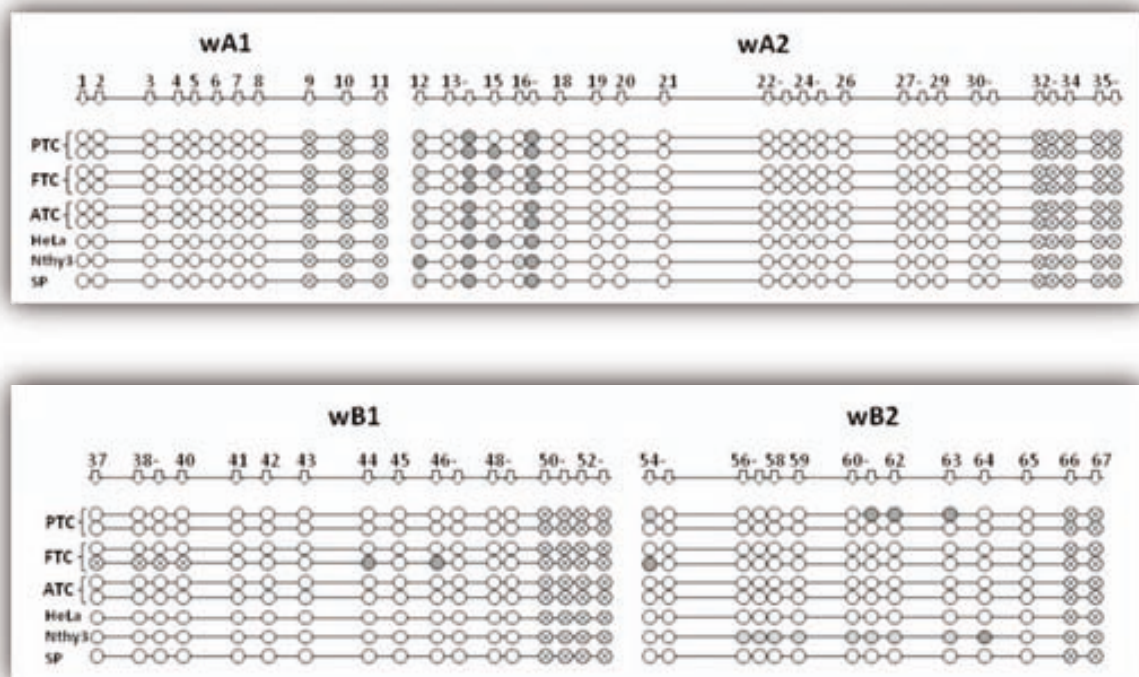 wA1 wA2
1 2 3 4 5 6 7 8 9 10 11 12 13- 15 16- 18 19 20 21 22- 24- 26 27- 29 30- 32- 34 35-
PTC
FTC
ATC
HeLa
Nthy3
SP
wB1 wB2
37 38- 40 41 42 43 44 45 46- 48- 50- 52- 54- 56- 58 59 60- 62 63 64 65 66 67
PTC
FTC
ATC
HeLa
Nthy3
SP